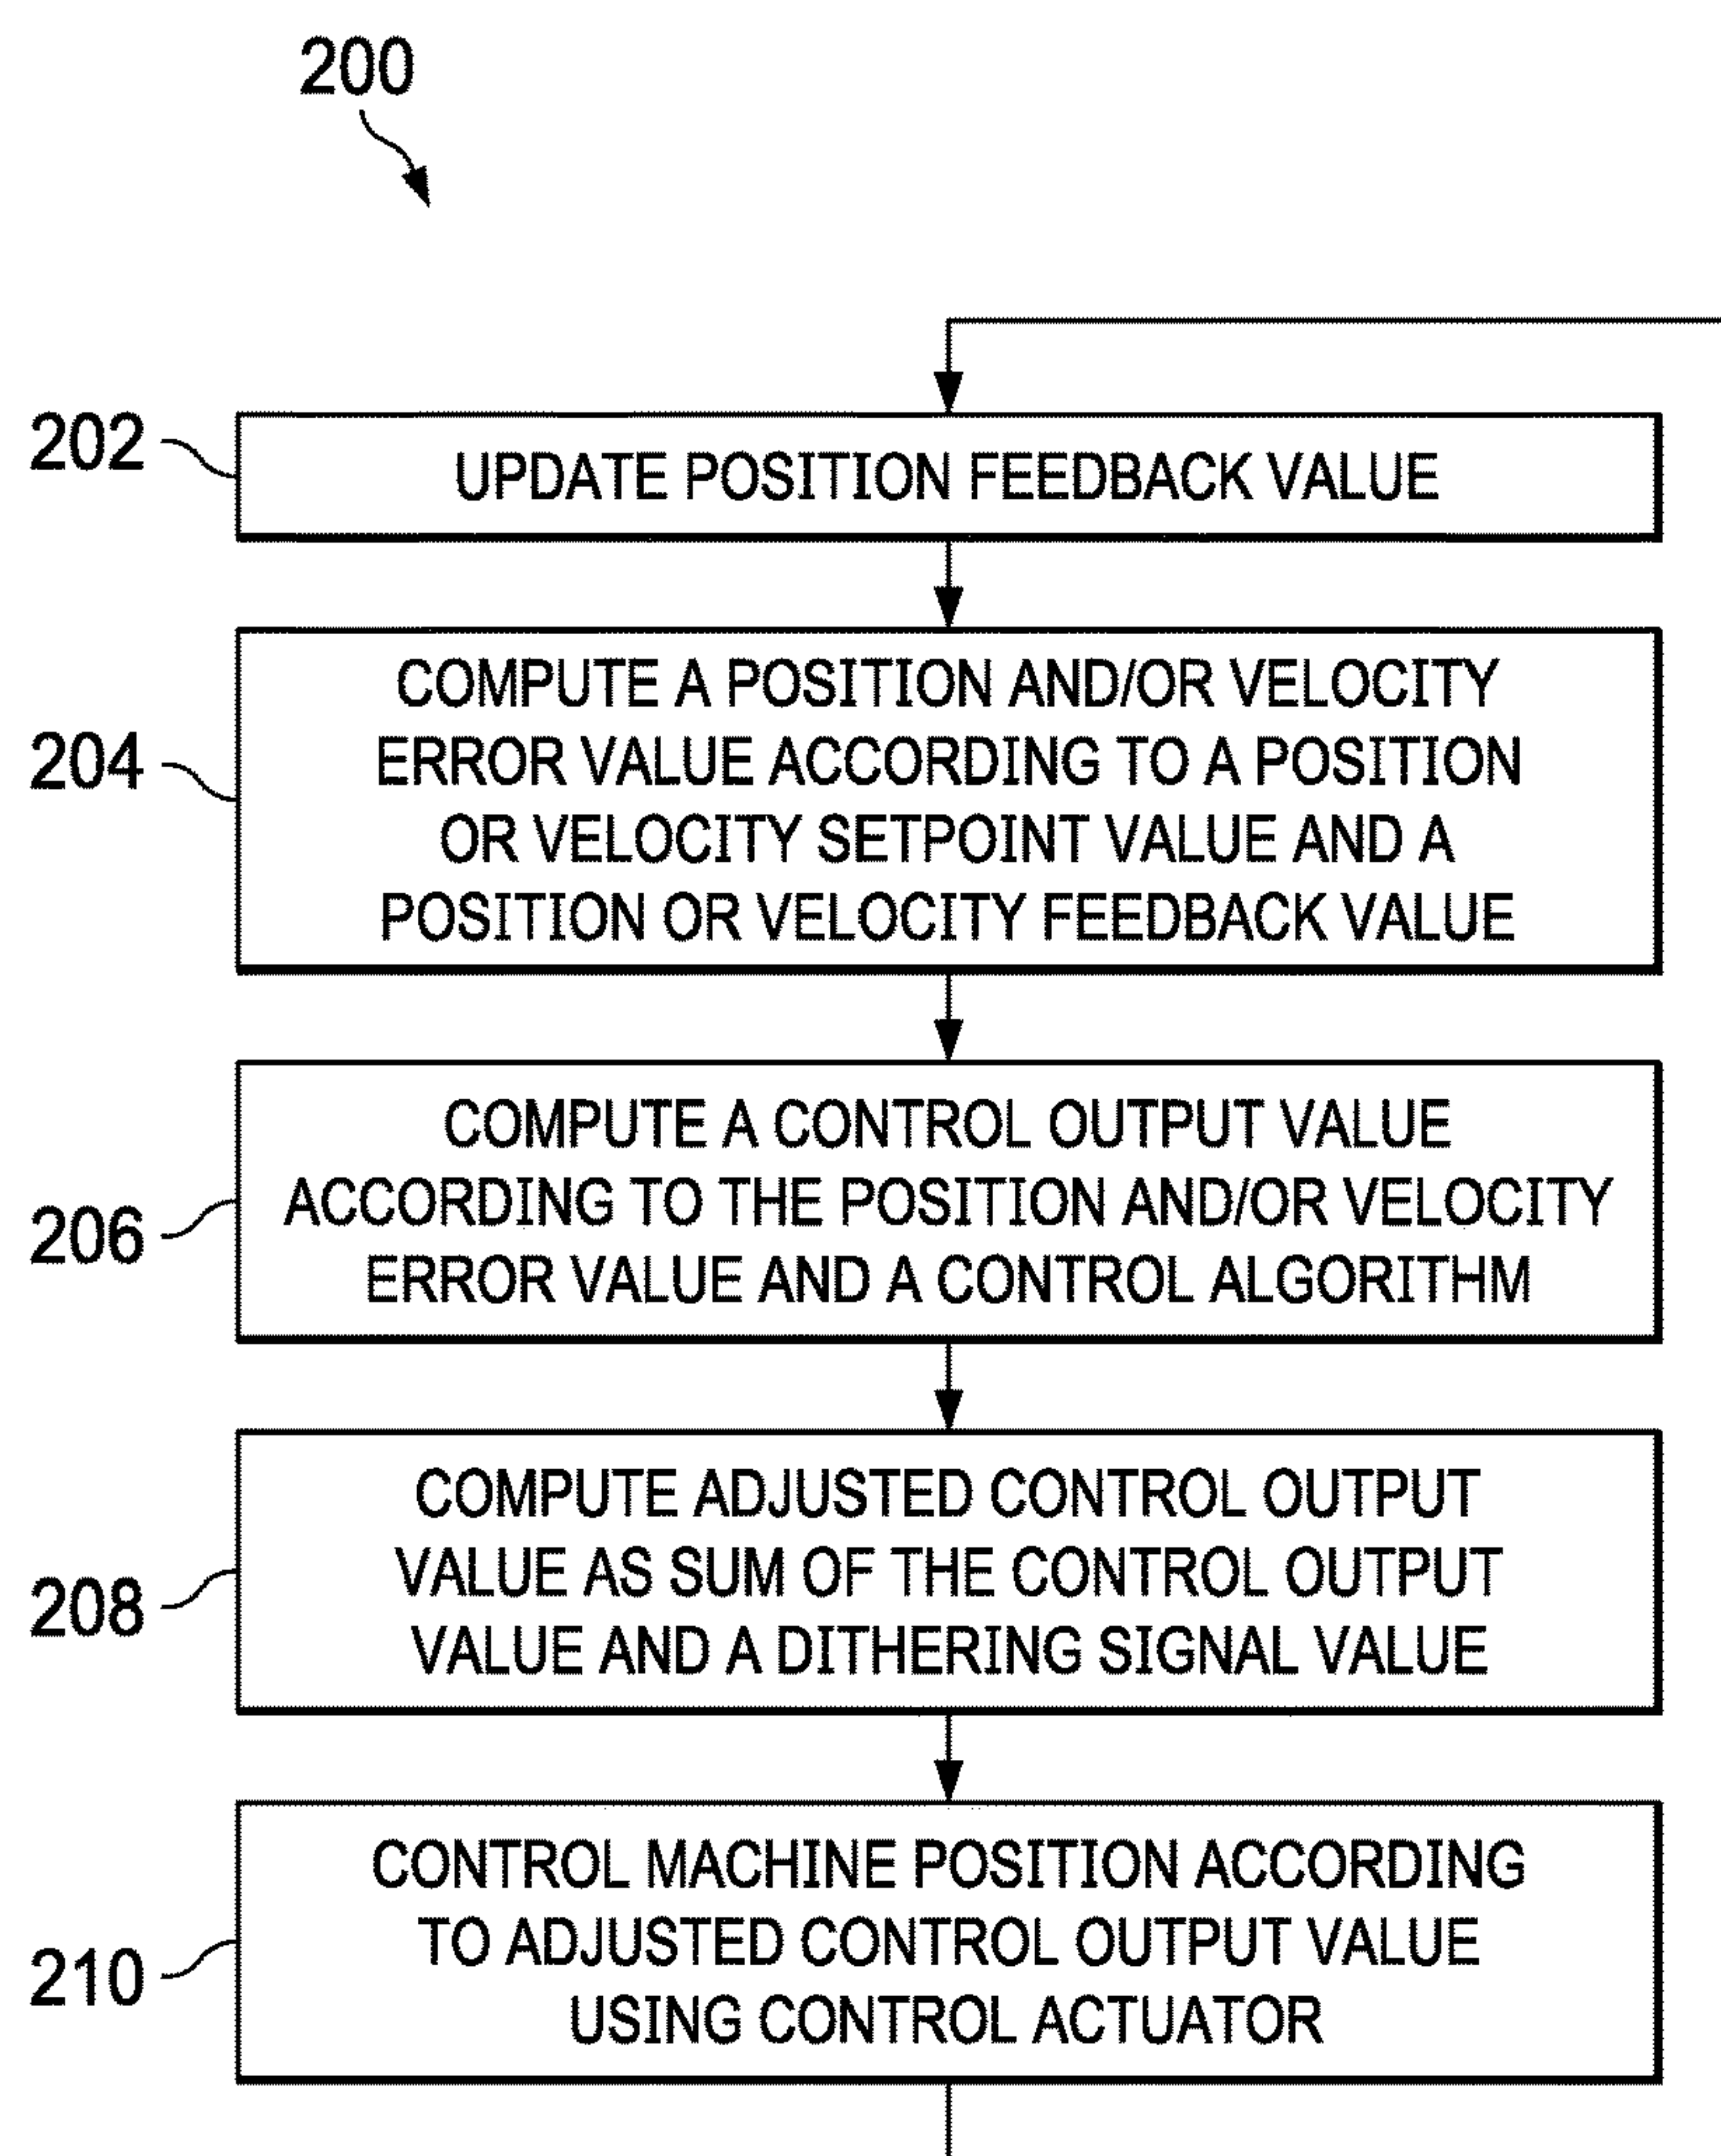 200
202
UPDATE POSITION FEEDBACK VALUE
204
COMPUTE A POSITION AND/OR VELOCITY
ERROR VALUE ACCORDING TO A POSITION
OR VELOCITY SETPOINT VALUE AND A
POSITION OR VELOCITY FEEDBACK VALUE
206
COMPUTE A CONTROL OUTPUT VALUE
ACCORDING TO THE POSITION AND/OR VELOCITY
ERROR VALUE AND A CONTROL ALGORITHM
208
COMPUTE ADJUSTED CONTROL OUTPUT
VALUE AS SUM OF THE CONTROL OUTPUT
VALUE AND A DITHERING SIGNAL VALUE
210
CONTROL MACHINE POSITION ACCORDING
TO ADJUSTED CONTROL OUTPUT VALUE
USING CONTROL ACTUATOR